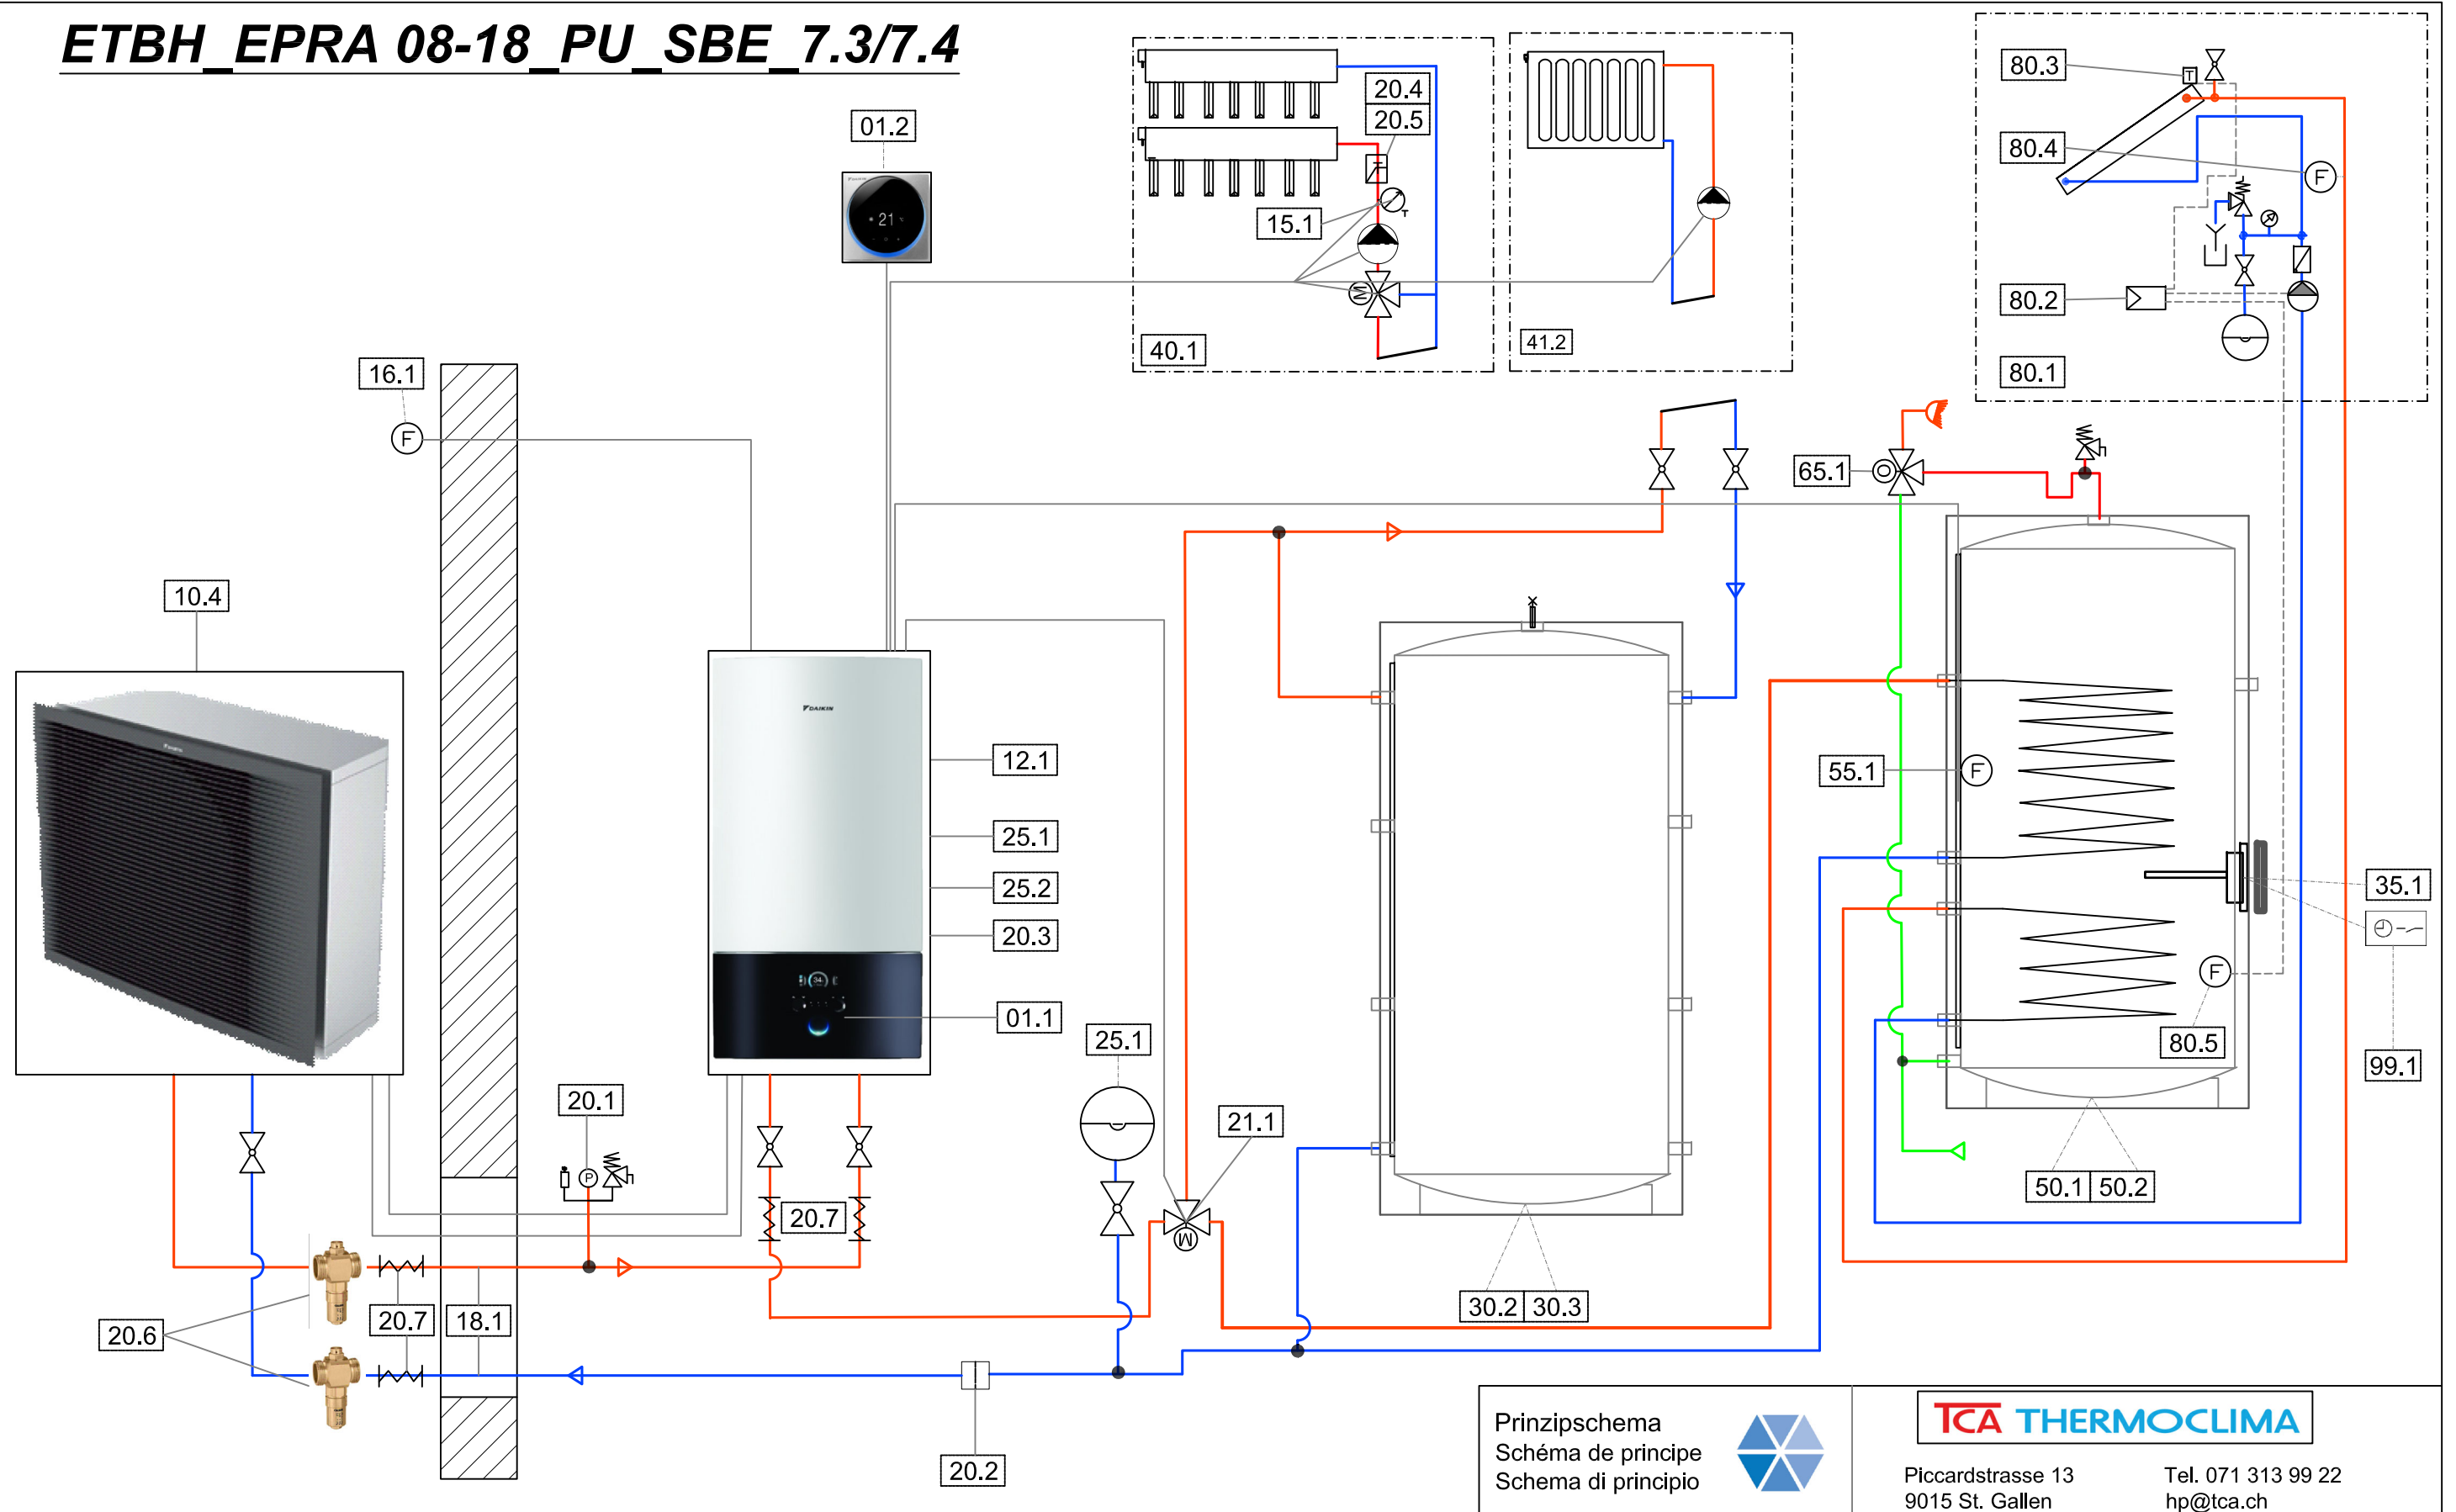 ETBH_EPRA 08-18_PU_SBE_7.3/7.4
01.2
21
20.4
20.5
15.1
T
M
40.1
41.2
80.3
T
80.4
F
80.2
80.1
16.1
F
65.1
10.4
DAIKIN
12.1
25.1
25.2
20.3
01.1
55.1
F
35.1
F
80.5
99.1
20.1
P
25.1
21.1
M
20.7
50.1 50.2
30.2 30.3
20.6
20.7
18.1
20.2
Prinzipschema
Schéma de principe
Schema di principio
TCA THERMOCLIMA
Piccardstrasse 13
9015 St. Gallen
Tel. 071 313 99 22
hp@tca.ch